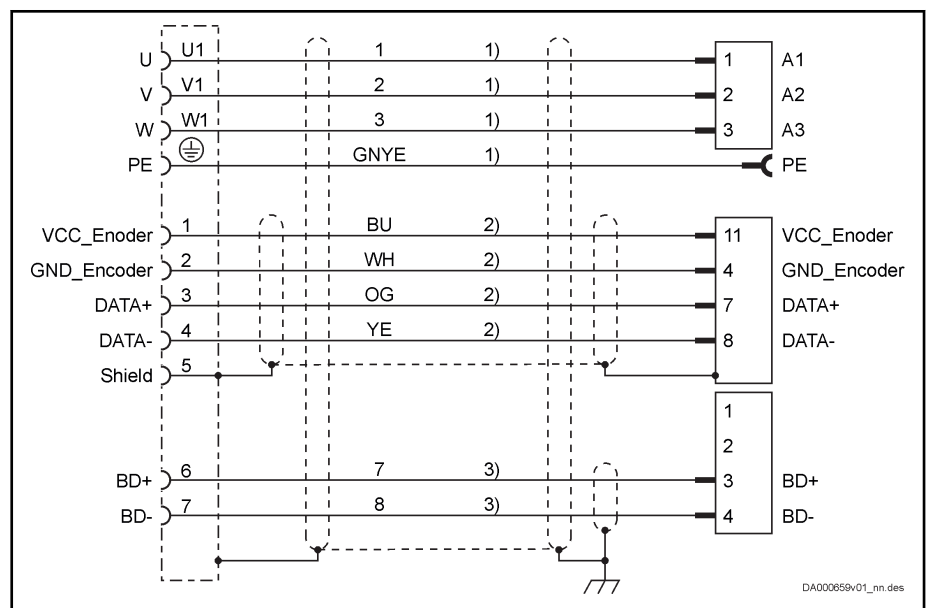 U U1 1 1) 1 A1
V V1 2 1) 2 A2
W W1 3 1) 3 A3
PE GNYE 1) PE
VCC_Enoder 1 BU 2) 11 VCC_Enoder
GND_Encoder 2 WH 2) 4 GND_Encoder
DATA+ 3 OG 2) 7 DATA+
DATA- 4 YE 2) 8 DATA-
Shield 5
1
2
BD+ 6 7 3) 3 BD+
BD- 7 8 3) 4 BD-
DA000659v01_nn.des